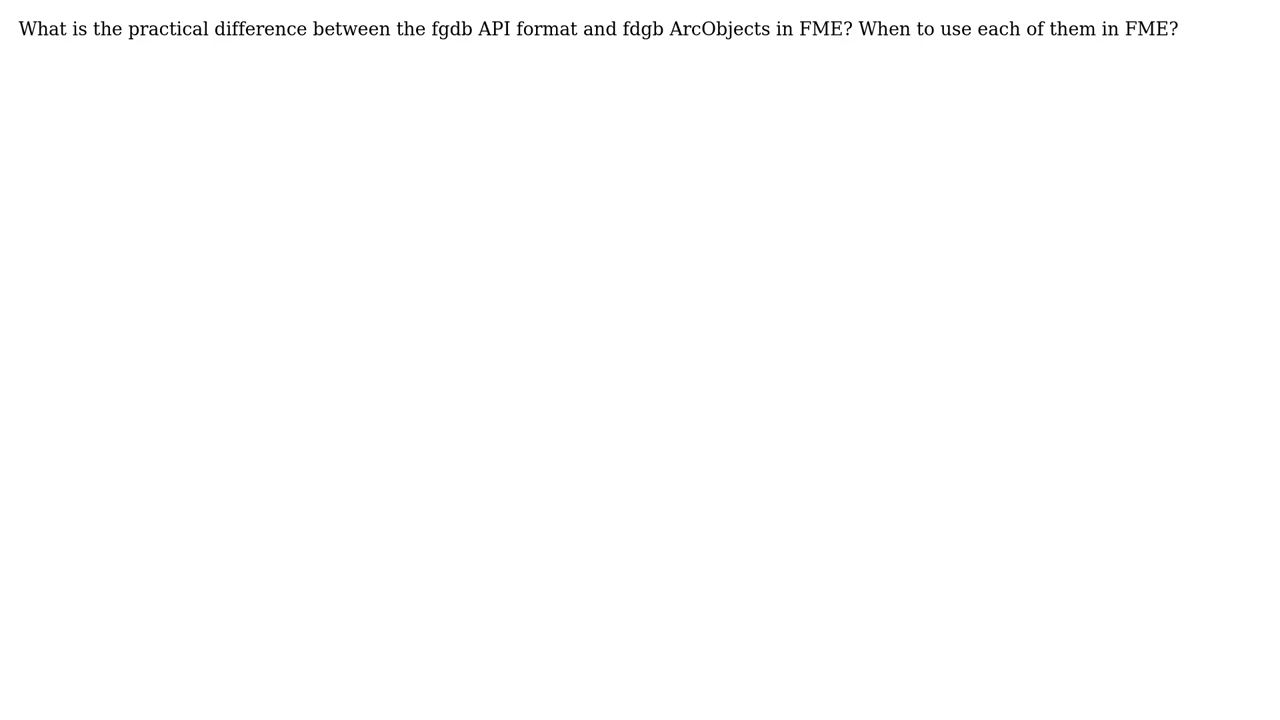 What is the practical difference between the fgdb API format and fdgb ArcObjects in FME? When to use each of them in FME?